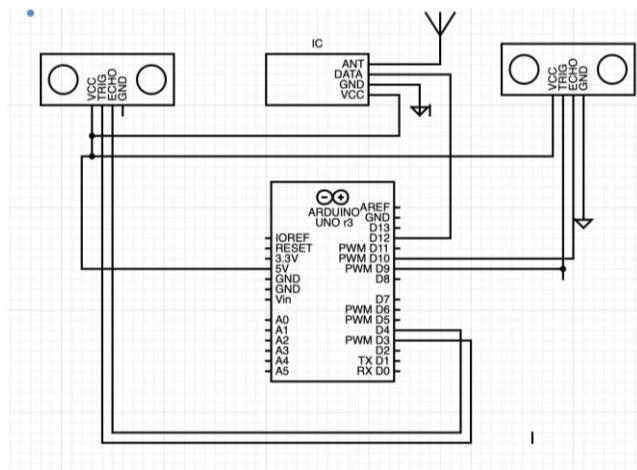 IC
ANT
DATA
GND
VCC
VCC
TRIG
ECHO
GND
VCC
TRIG
ECHO
GND
ARDUINO
UNO r3
IOREF
RESET
3.3V
5V
GND
GND
Vin
A0
A1
A2
A3
A4
A5
AREF
GND
D13
D12
PWM D11
PWM D10
PWM D9
D8
D7
PWM D6
PWM D5
D4
PWM D3
D2
TX D1
RX D0